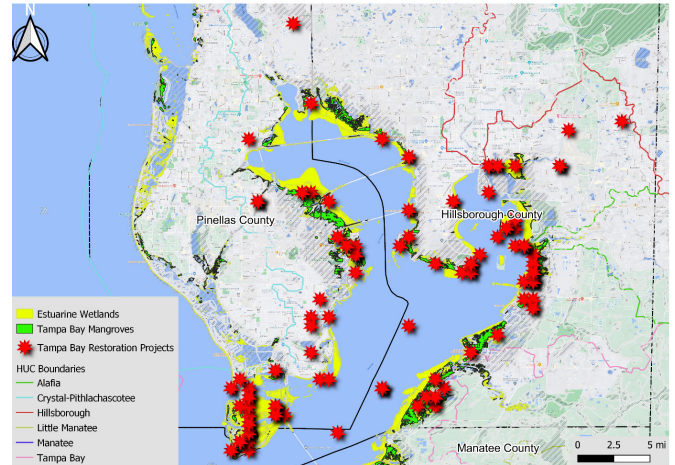 N
Pinellas County
Hillsborough County
Manatee County
Estuarine Wetlands
Tampa Bay Mangroves
Tampa Bay Restoration Projects
HUC Boundaries
Alafia
Crystal-Pithlachascotee
Hillsborough
Little Manatee
Manatee
Tampa Bay
0 2.5 5 mi